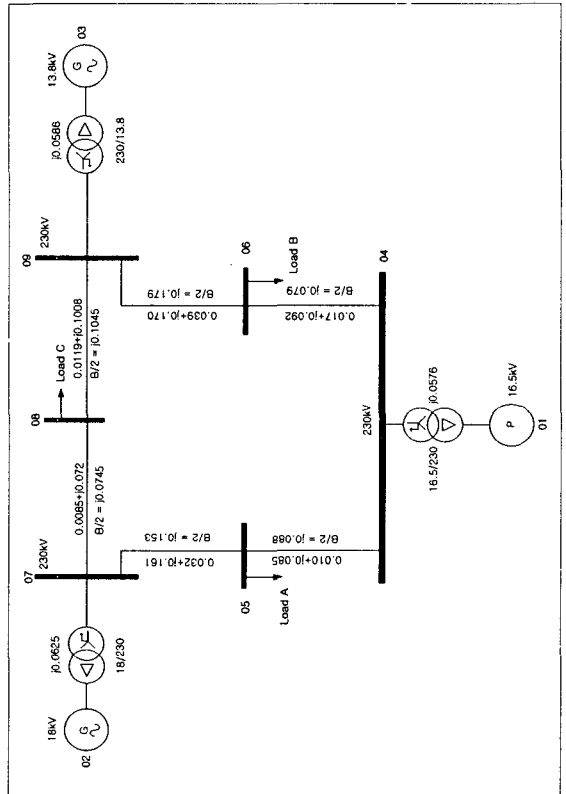 07
08
09
230kV
230kV
18kV
j0.0625
Load C
j0.0586
13.8kV
0.0085+j0.072
0.0119+j0.1008
G
G
02
03
B/2 = j0.0745
B/2 = j0.1045
18/230
230/13.8
0.032+j0.161
B/2 = j0.153
0.039+j0.170
B/2 = j0.179
05
06
Load A
Load B
0.010+j0.085
B/2 = j0.088
0.017+j0.092
B/2 = j0.079
230kV
04
16.5/230
j0.0576
P
16.5kV
01